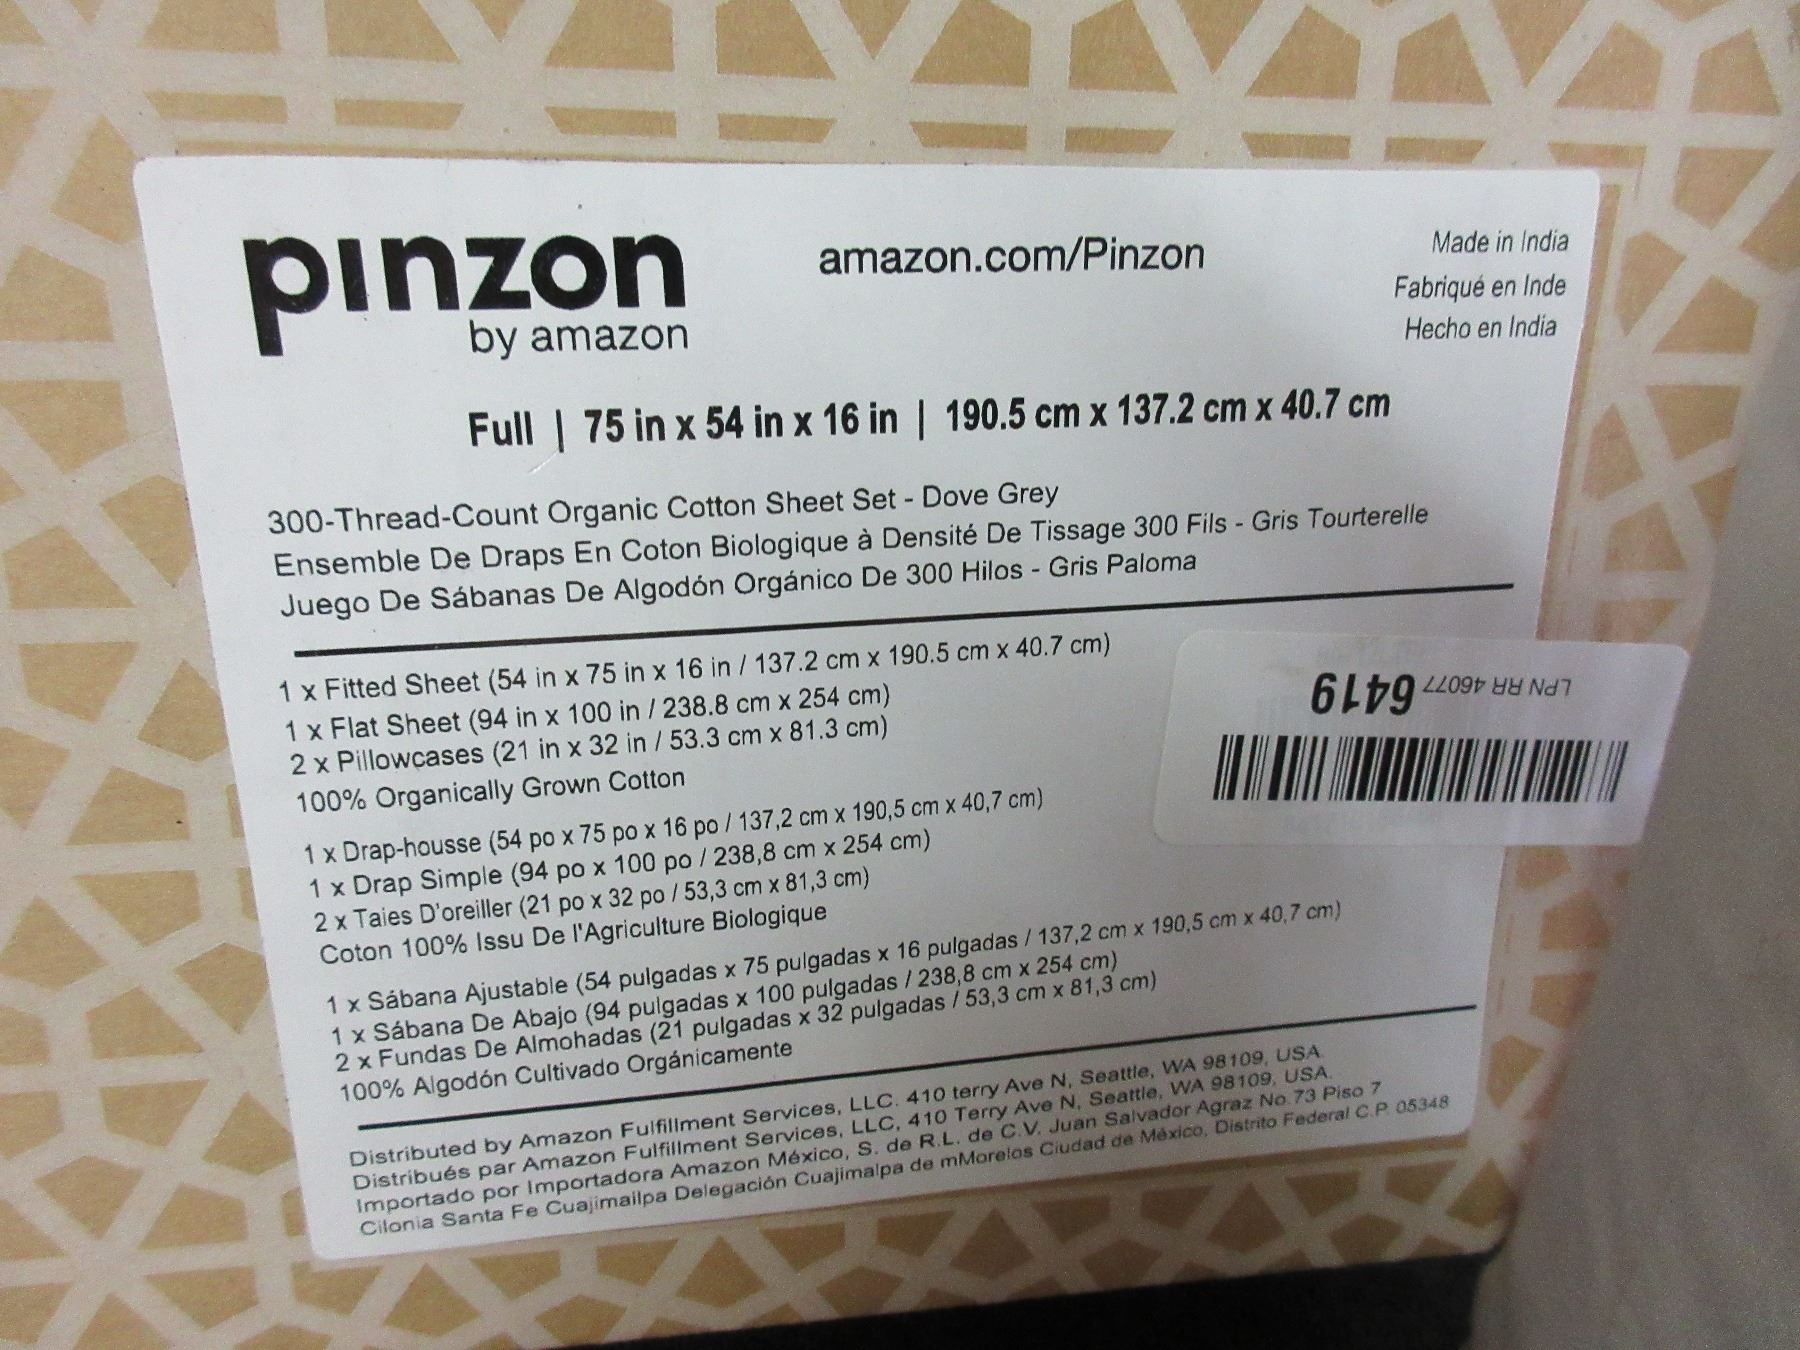 pinzon
by amazon
amazon.com/Pinzon
Made in India
Fabriqué en Inde
Hecho en India
Full | 75 in x 54 in x 16 in | 190.5 cm x 137.2 cm x 40.7 cm
300-Thread-Count Organic Cotton Sheet Set - Dove Grey
Ensemble De Draps En Coton Biologique à Densité De Tissage 300 Fils - Gris Tourterelle
Juego De Sábanas De Algodón Orgánico De 300 Hilos - Gris Paloma
1 x Fitted Sheet (54 in x 75 in x 16 in / 137.2 cm x 190.5 cm x 40.7 cm)
1 x Flat Sheet (94 in x 100 in / 238.8 cm x 254 cm)
2 x Pillowcases (21 in x 32 in / 53.3 cm x 81.3 cm)
100% Organically Grown Cotton
1 x Drap-housse (54 po x 75 po x 16 po / 137,2 cm x 190,5 cm x 40,7 cm)
1 x Drap Simple (94 po x 100 po / 238,8 cm x 254 cm)
2 x Taies D'oreiller (21 po x 32 po / 53,3 cm x 81,3 cm)
Coton 100% Issu De l'Agriculture Biologique
1 x Sábana Ajustable (54 pulgadas x 75 pulgadas x 16 pulgadas / 137,2 cm x 190,5 cm x 40,7 cm)
1 x Sábana De Abajo (94 pulgadas x 100 pulgadas / 238,8 cm x 254 cm)
2 x Fundas De Almohadas (21 pulgadas x 32 pulgadas / 53,3 cm x 81,3 cm)
100% Algodón Cultivado Orgánicamente
LPN RR 46077 6419
Distributed by Amazon Fulfillment Services, LLC. 410 terry Ave N, Seattle, WA 98109, USA.
Distribués par Amazon Fulfillment Services, LLC, 410 Terry Ave N, Seattle, WA 98109, USA.
Importado por Importadora Amazon México, S. de R.L. de C.V. Juan Salvador Agraz No.73 Piso 7
Cilonia Santa Fe Cuajimailpa Delegación Cuajimalpa de mMorelos Ciudad de México, Distrito Federal C.P. 05348